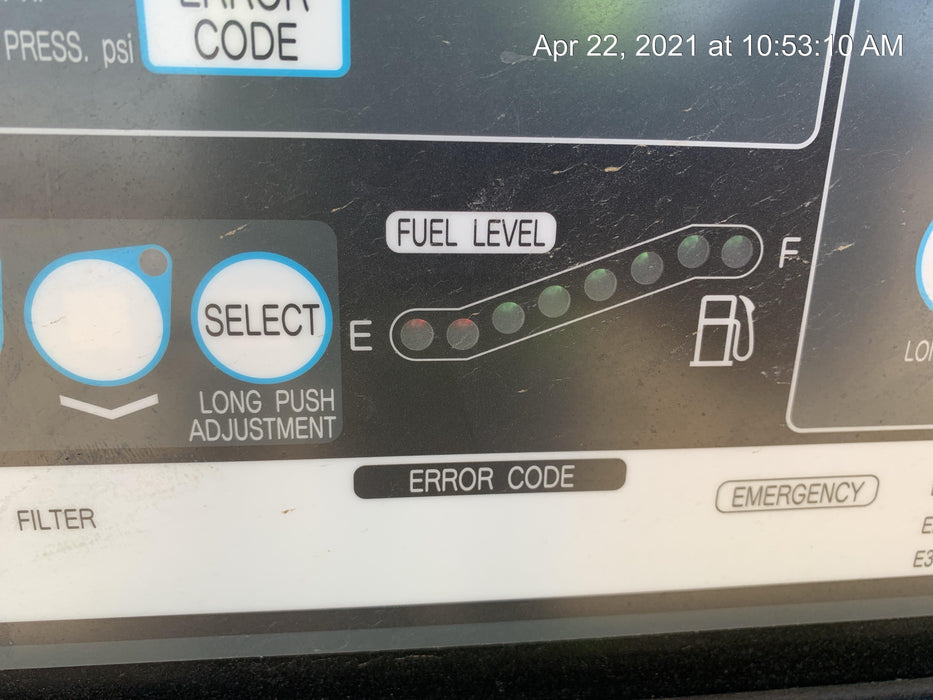 ERROR
CODE
PRESS. psi
Apr 22, 2021 at 10:53:10 AM
FUEL LEVEL
E
F
SELECT
LONG PUSH
ADJUSTMENT
ERROR CODE
EMERGENCY
FILTER